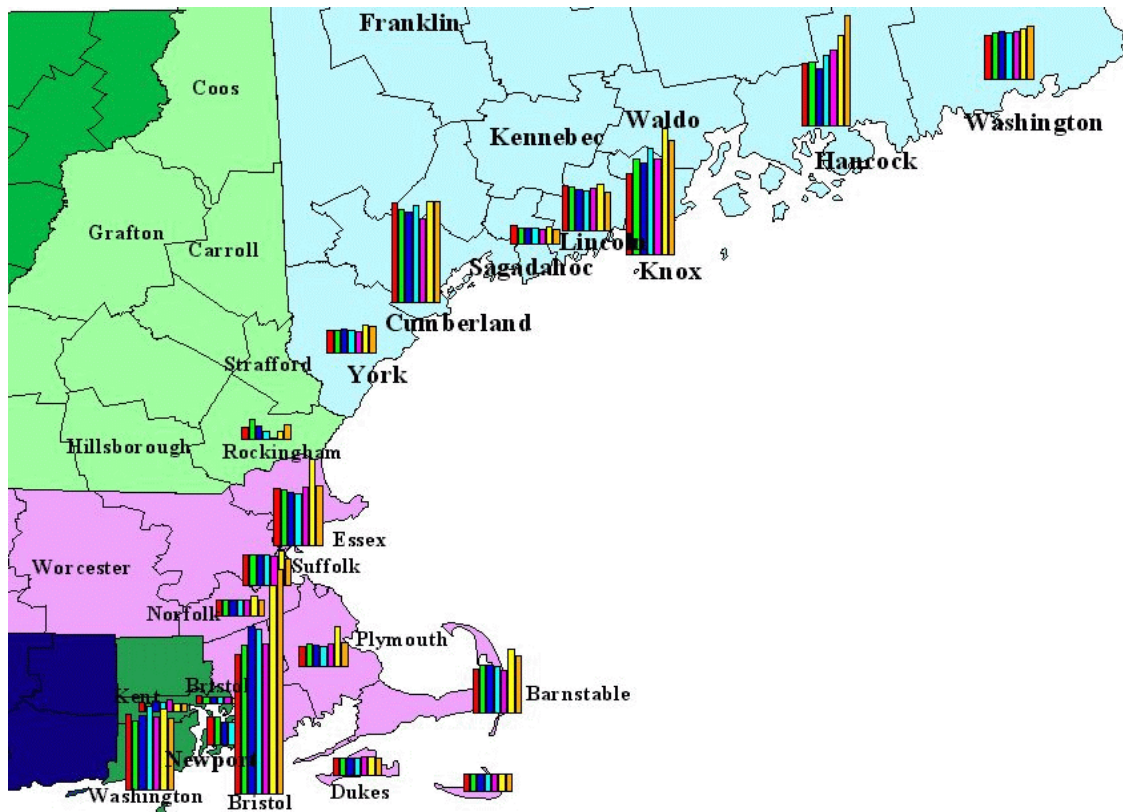 Franklin
Coos
Waldo
Kennebec
Washington
Hancock
Grafton
Carroll
Lincoln
Sagadahoc
Knox
Cumberland
Strafford
York
Hillsborough
Rockingham
Essex
Worcester
Suffolk
Norfolk
Plymouth
Bristol
Kent
Barnstable
Newport
Washington
Dukes
Bristol